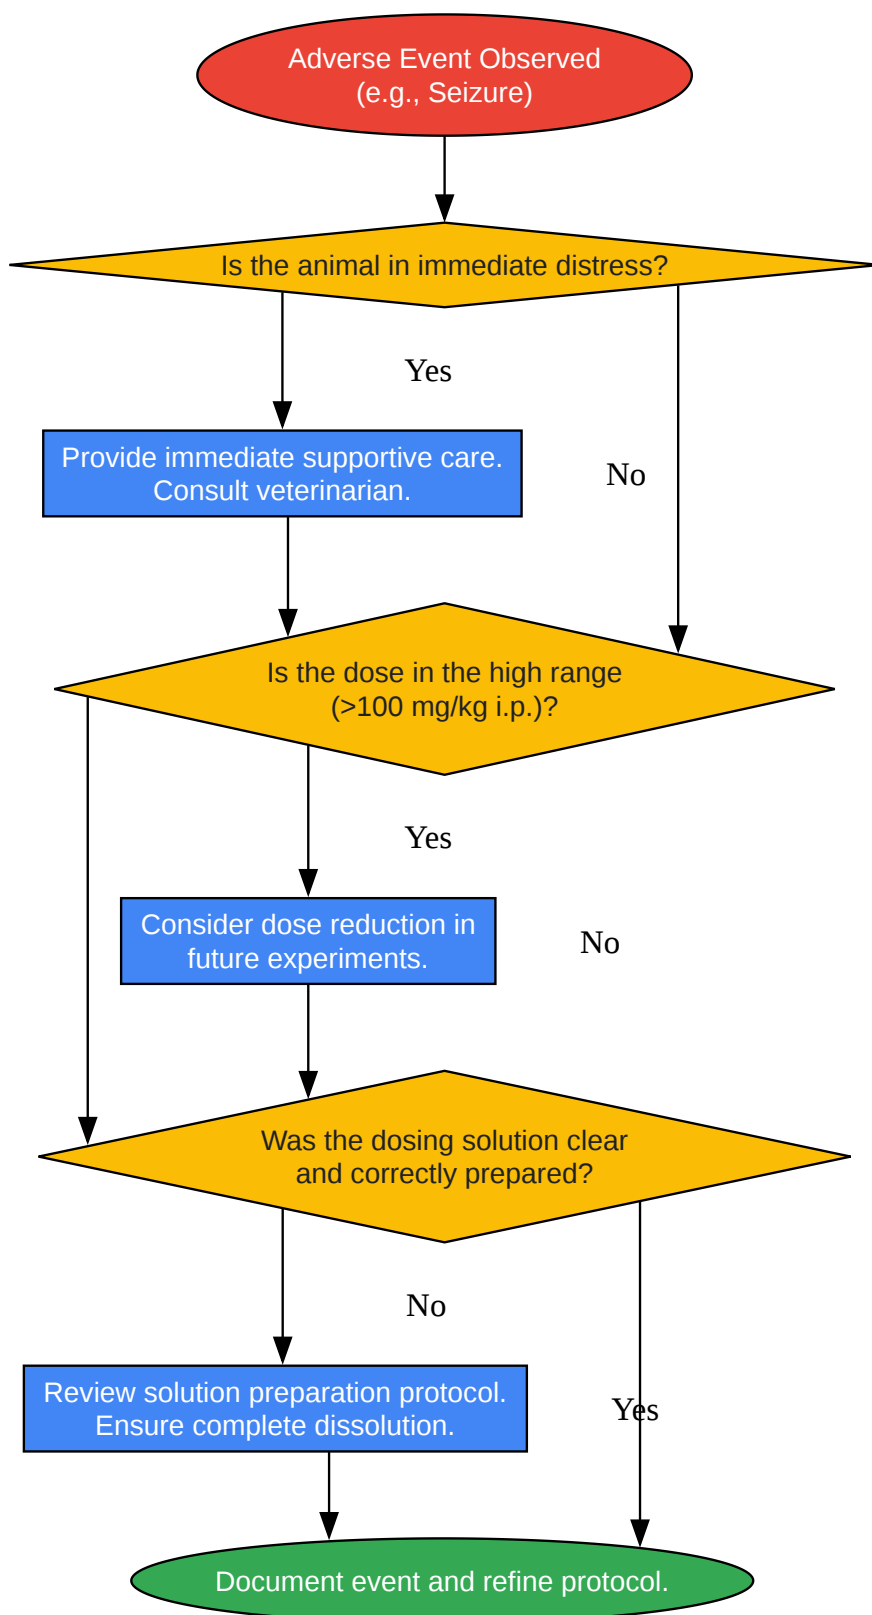 Adverse Event Observed
(e.g., Seizure)
Is the animal in immediate distress?
Yes
Provide immediate supportive care.
Consult veterinarian.
No
Is the dose in the high range
(>100 mg/kg i.p.)?
Yes
Consider dose reduction in
future experiments.
No
Was the dosing solution clear
and correctly prepared?
No
Review solution preparation protocol.
Ensure complete dissolution.
Yes
Document event and refine protocol.